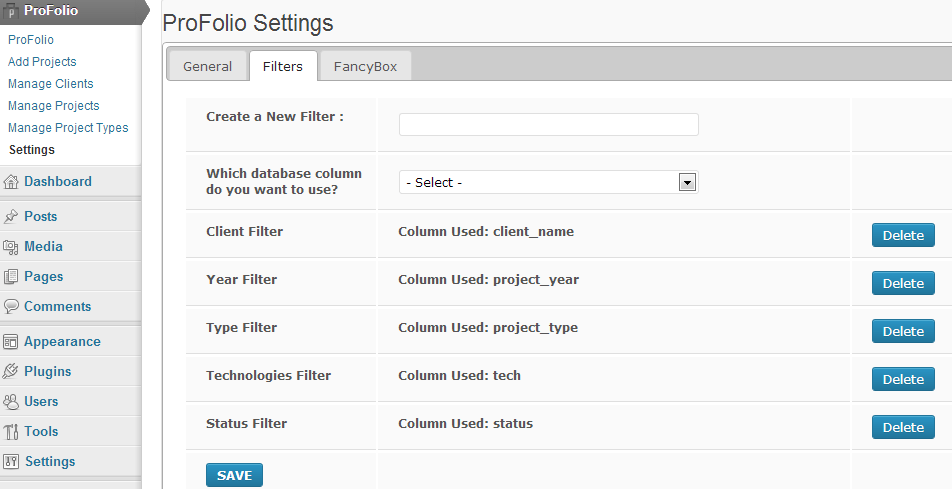 ProFolio
ProFolio
Add Projects
Manage Clients
Manage Projects
Manage Project Types
Settings
Dashboard
Posts
Media
Pages
Comments
Appearance
Plugins
Users
Tools
Settings
ProFolio Settings
General Filters FancyBox
Create a New Filter :
Which database column
do you want to use?
- Select -
Client Filter Column Used: client_name Delete
Year Filter Column Used: project_year Delete
Type Filter Column Used: project_type Delete
Technologies Filter Column Used: tech Delete
Status Filter Column Used: status Delete
SAVE